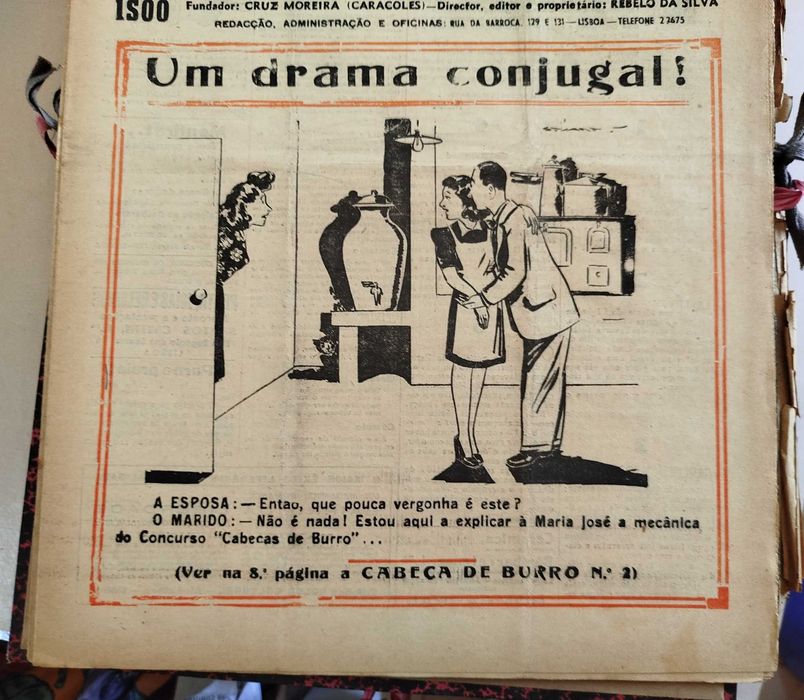 1$00
Fundador: CRUZ MOREIRA (CARACOLES)—Director, editor e proprietário: REBELO DA SILVA
REDACÇÃO, ADMINISTRAÇÃO E OFICINAS: RUA DA BARROCA, 129 E 131—LISBOA—TELEFONE 2 7675
Um drama conjugal!
A ESPOSA:—Entao, que pouca vergonha é este?
O MARIDO:—Não é nada! Estou aqui a explicar à Maria José a mecânica
do Concurso "Cabecas de Burro"...
(Ver na 8.ª página a CABEÇA DE BURRO N.º 2)